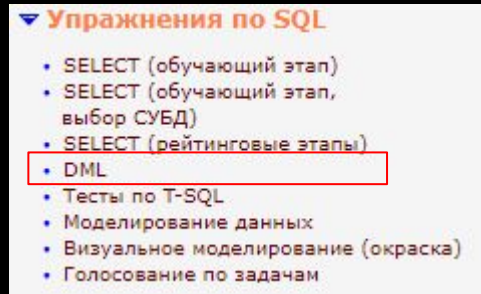 Упражнения по SQL
SELECT (обучающий этап)
SELECT (обучающий этап,
выбор СУБД)
SELECT (рейтинговые этапы)
DML
Тесты по T-SQL
Моделирование данных
Визуальное моделирование (окраска)
Голосование по задачам